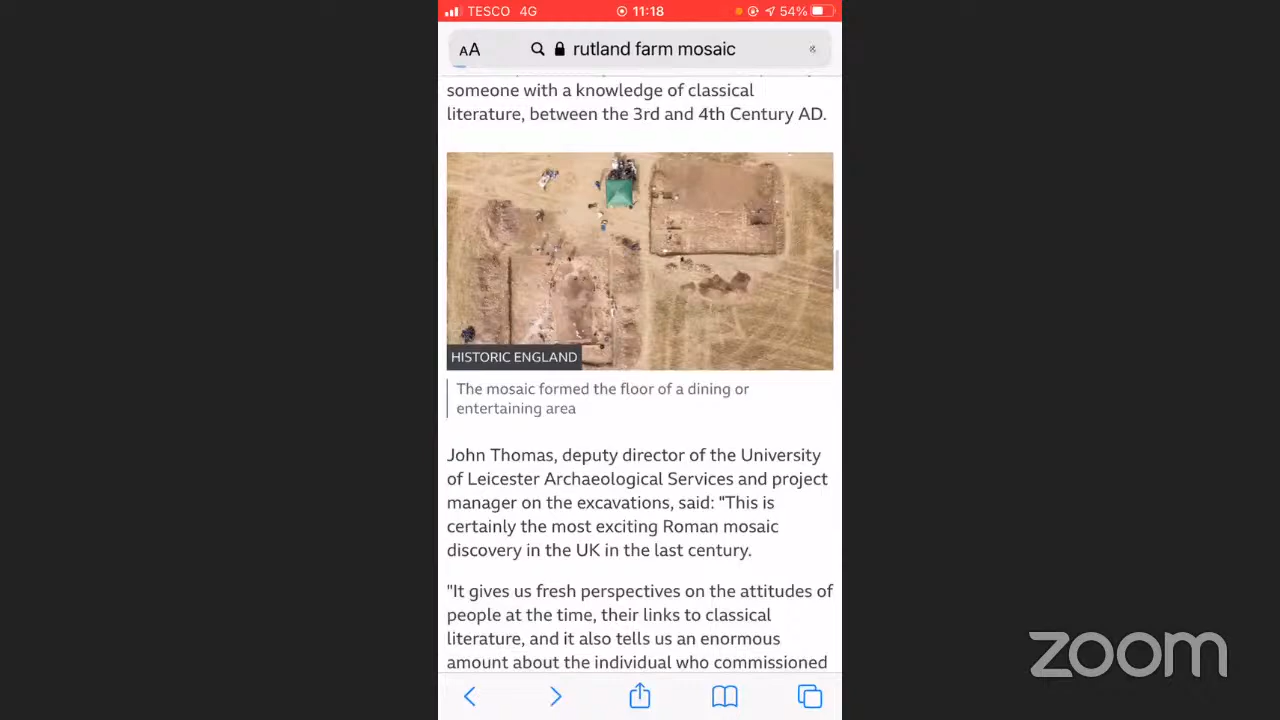 TESCO 4G 11:18 54%
AA rutland farm mosaic
someone with a knowledge of classical
literature, between the 3rd and 4th Century AD.
HISTORIC ENGLAND
The mosaic formed the floor of a dining or
entertaining area
John Thomas, deputy director of the University
of Leicester Archaeological Services and project
manager on the excavations, said: "This is
certainly the most exciting Roman mosaic
discovery in the UK in the last century.
"It gives us fresh perspectives on the attitudes of
people at the time, their links to classical
literature, and it also tells us an enormous
amount about the individual who commissioned
zoom